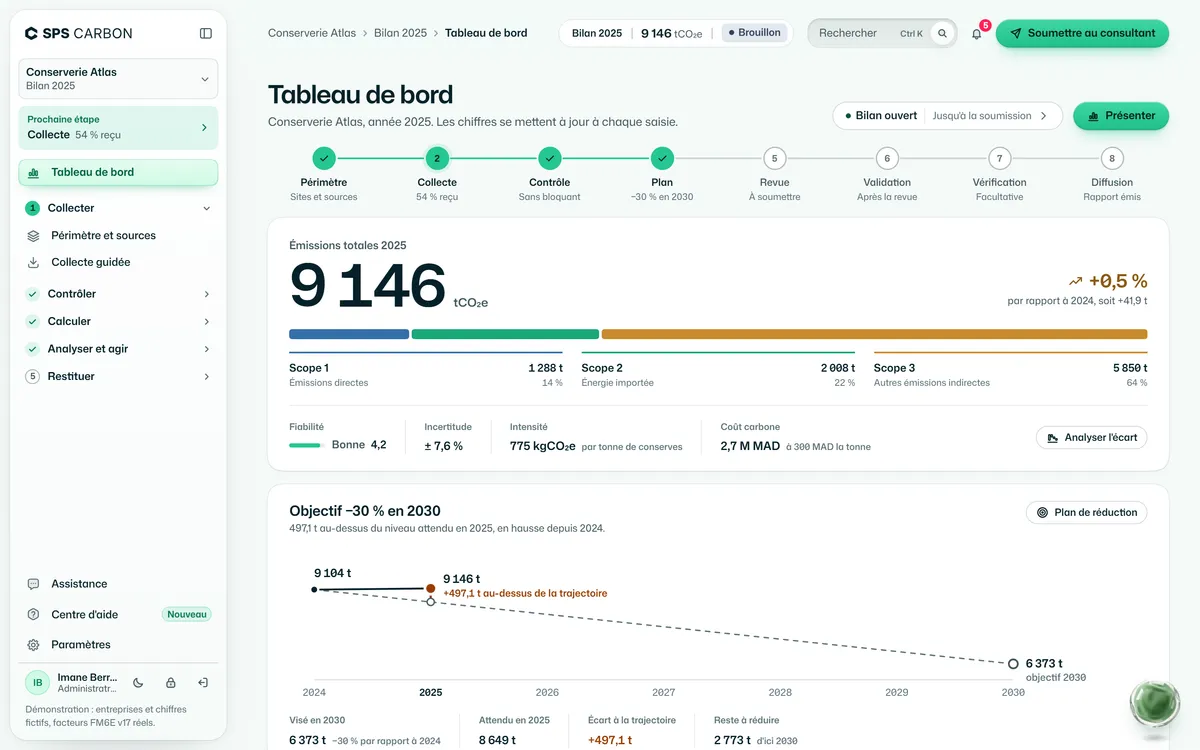 SPS CARBON
Conserverie Atlas
Bilan 2025
Prochaine étape
Collecte 54 % reçu
Tableau de bord
1 Collecter
Périmètre et sources
Collecte guidée
Contrôler
Calculer
Analyser et agir
5 Restituer
Assistance
Centre d'aide Nouveau
Paramètres
IB Imane Berr...
Administratr...
Démonstration : entreprises et chiffres
fictifs, facteurs FM6E v17 réels.
Conserverie Atlas > Bilan 2025 > Tableau de bord
Bilan 2025 9 146 tCO₂e Brouillon
Rechercher Ctrl K
5
Soumettre au consultant
Tableau de bord
Conserverie Atlas, année 2025. Les chiffres se mettent à jour à chaque saisie.
Bilan ouvert Jusqu'à la soumission
Présenter
2 5 6 7 8
Périmètre Collecte Contrôle Plan Revue Validation Vérification Diffusion
Sites et sources 54 % reçu Sans bloquant −30 % en 2030 À soumettre Après la revue Facultative Rapport émis
Émissions totales 2025
9 146 tCO₂e
+0,5 %
par rapport à 2024, soit +41,9 t
Scope 1 1 288 t Scope 2 2 008 t Scope 3 5 850 t
Émissions directes 14 % Énergie importée 22 % Autres émissions indirectes 64 %
Fiabilité Incertitude Intensité Coût carbone
Bonne 4,2 ± 7,6 % 775 kgCO₂e par tonne de conserves 2,7 M MAD à 300 MAD la tonne
Analyser l'écart
Objectif −30 % en 2030
497,1 t au-dessus du niveau attendu en 2025, en hausse depuis 2024.
Plan de réduction
9 104 t
9 146 t
+497,1 t au-dessus de la trajectoire
6 373 t
objectif 2030
2024 2025 2026 2027 2028 2029 2030
Visé en 2030 Attendu en 2025 Écart à la trajectoire Reste à réduire
6 373 t −30 % par rapport à 2024 8 649 t +497,1 t 2 773 t d'ici 2030